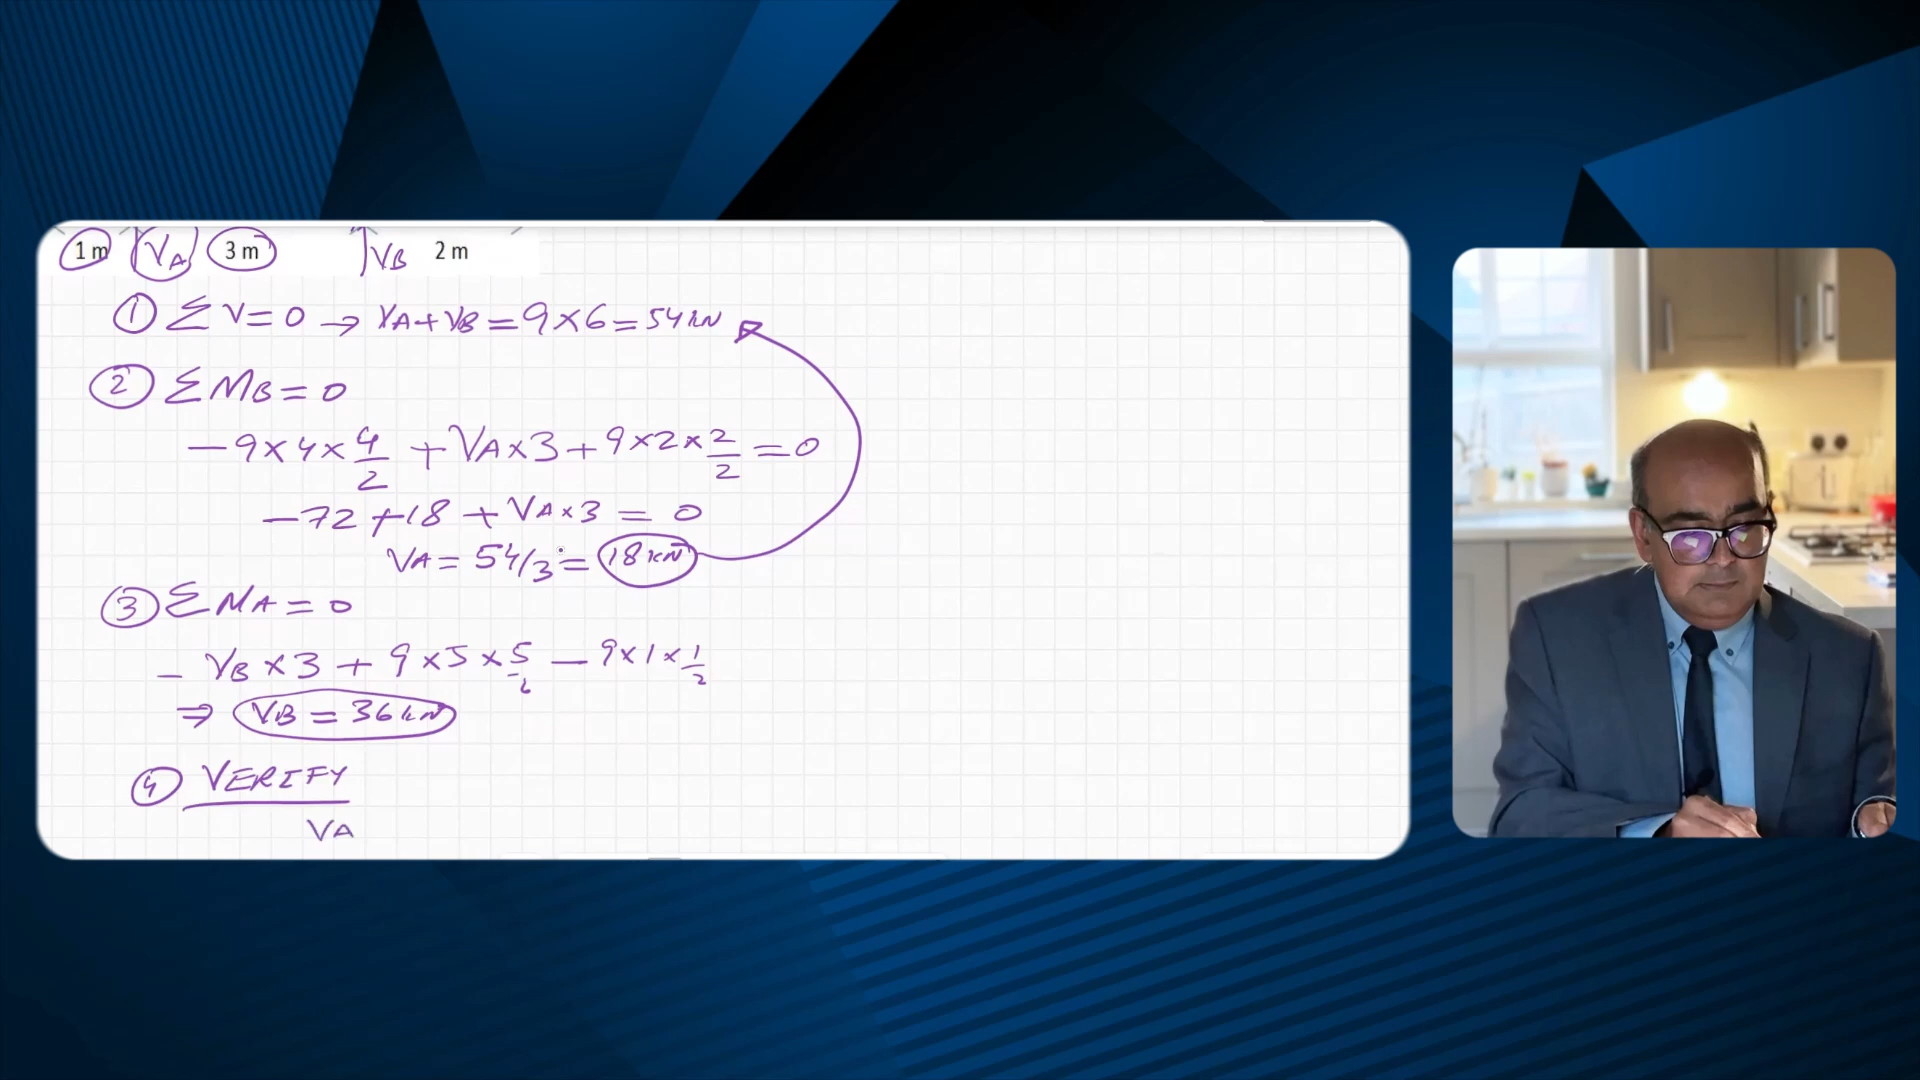 1 m VA 3 m VB 2 m
① ΣV=0 → VA+VB=9×6=54kN
② ΣMB=0
-9×4×4/2 +VA×3+9×2×2/2=0
-72+18+VA×3=0
VA=54/3=18kN
③ ΣMA=0
-VB×3+9×5×5/2-9×1×1/2
⇒ VB=36kN
④ VERIFY
VA